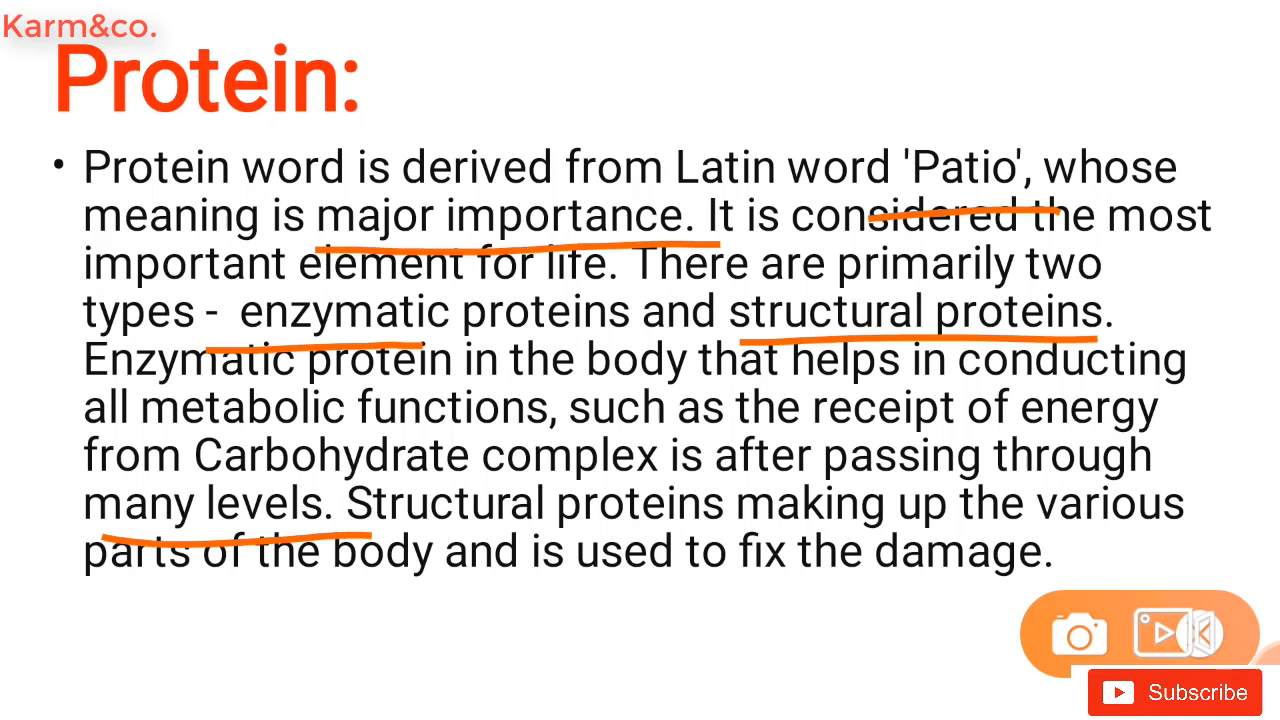 Karm&co.
Protein:
• Protein word is derived from Latin word 'Patio', whose
meaning is major importance. It is considered the most
important element for life. There are primarily two
types - enzymatic proteins and structural proteins.
Enzymatic protein in the body that helps in conducting
all metabolic functions, such as the receipt of energy
from Carbohydrate complex is after passing through
many levels. Structural proteins making up the various
parts of the body and is used to fix the damage.
Subscribe